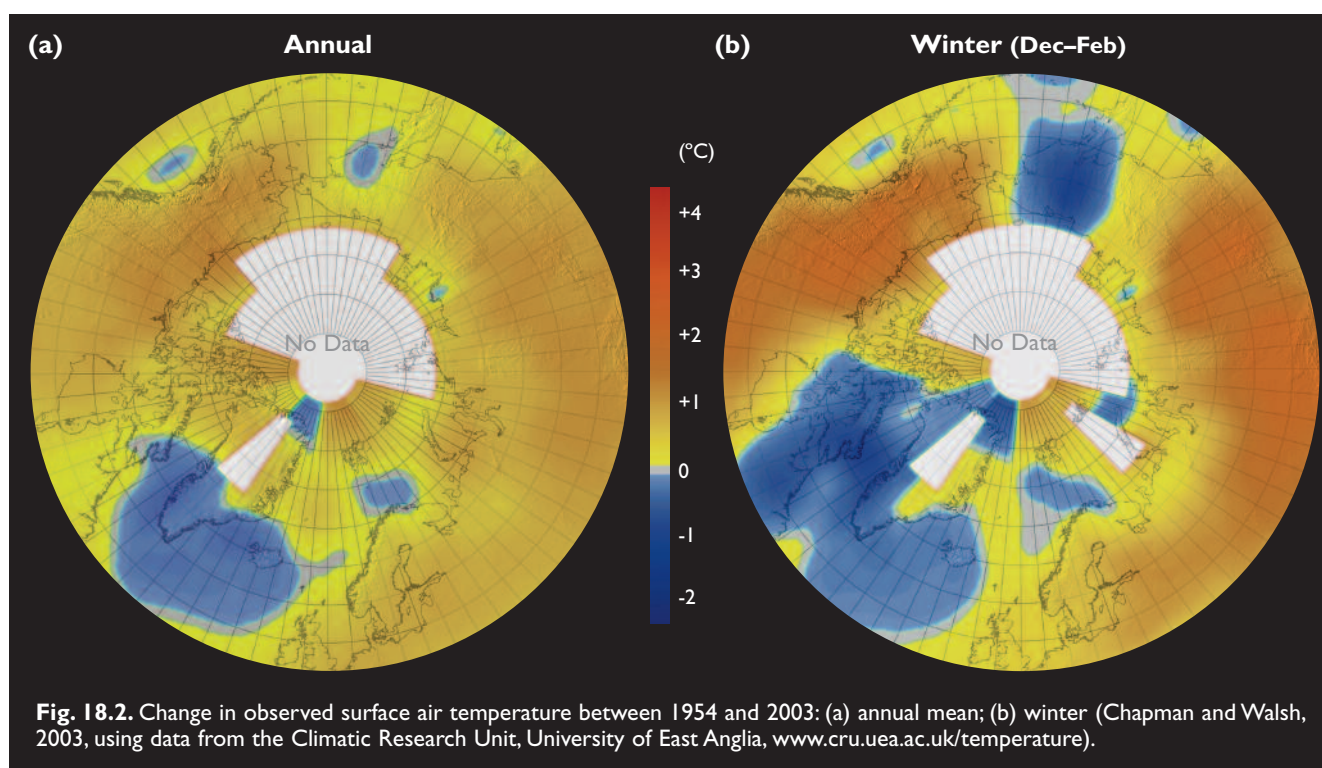 (a)
Annual
(b)
Winter (Dec–Feb)
(ºC)
+4
+3
+2
+1
0
-1
-2
No Data
No Data
Fig. 18.2. Change in observed surface air temperature between 1954 and 2003: (a) annual mean; (b) winter (Chapman and Walsh,
2003, using data from the Climatic Research Unit, University of East Anglia, www.cru.uea.ac.uk/temperature).